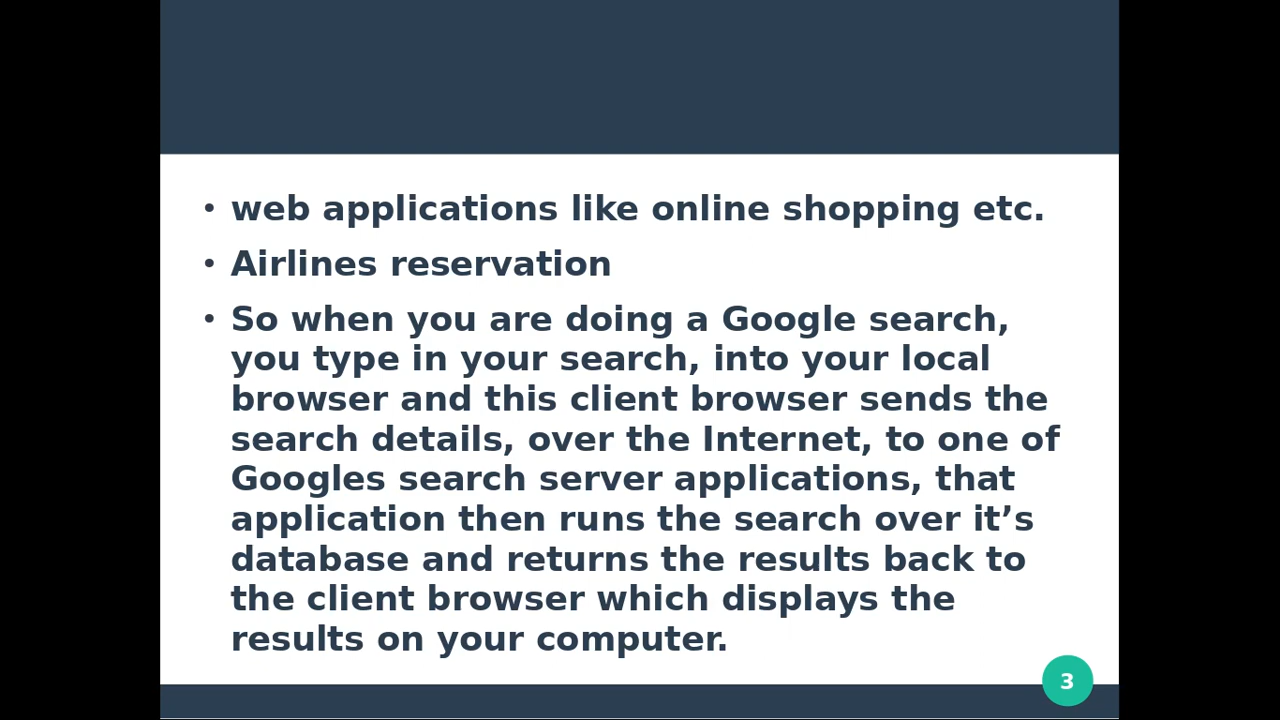 • web applications like online shopping etc.
• Airlines reservation
• So when you are doing a Google search,
you type in your search, into your local
browser and this client browser sends the
search details, over the Internet, to one of
Googles search server applications, that
application then runs the search over it’s
database and returns the results back to
the client browser which displays the
results on your computer.
3